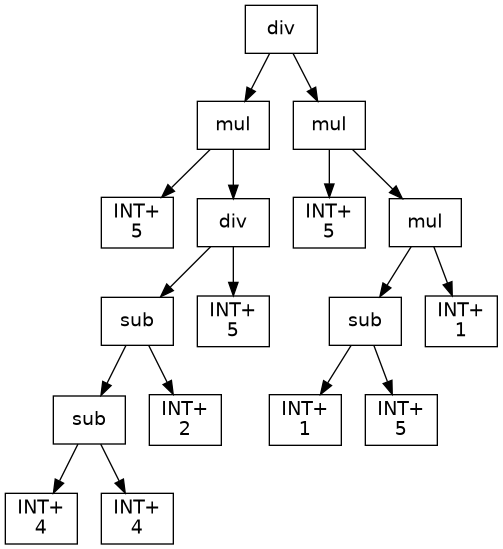 div
mul
mul
INT+
5
div
INT+
5
mul
sub
INT+
5
sub
INT+
1
sub
INT+
2
INT+
1
INT+
5
INT+
4
INT+
4